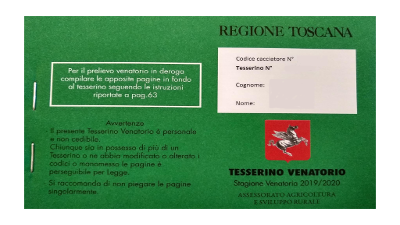 Per il prelievo venatorio in deroga
compilare le apposite pagine in fondo
al tesserino seguendo le istruzioni
riportate a pag.63
Avvertenze
Il presente Tesserino Venatorio è personale
e non cedibile.
Chiunque sia in possesso di più di un
Tesserino o ne abbia modificato o alterato i
codici o manomesso le pagine è
perseguibile per Legge.
Si raccomanda di non piegare le pagine
singolarmente.
REGIONE TOSCANA
Codice cacciatore N°
Tesserino N°
Cognome:
Nome:
TESSERINO VENATORIO
Stagione Venatoria 2019/2020
ASSESSORATO AGRICOLTURA
E SVILUPPO RURALE